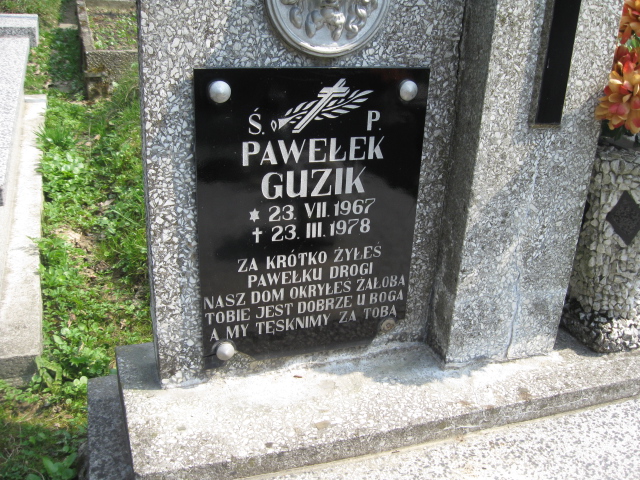 Ś. P.
PAWEŁEK
GUZIK
* 23. VII. 1967
† 23. III. 1978
ZA KRÓTKO ŻYŁEŚ
PAWEŁKU DROGI
NASZ DOM OKRYŁEŚ ŻAŁOBĄ
TOBIE JEST DOBRZE U BOGA
A MY TĘSKNIMY ZA TOBĄ